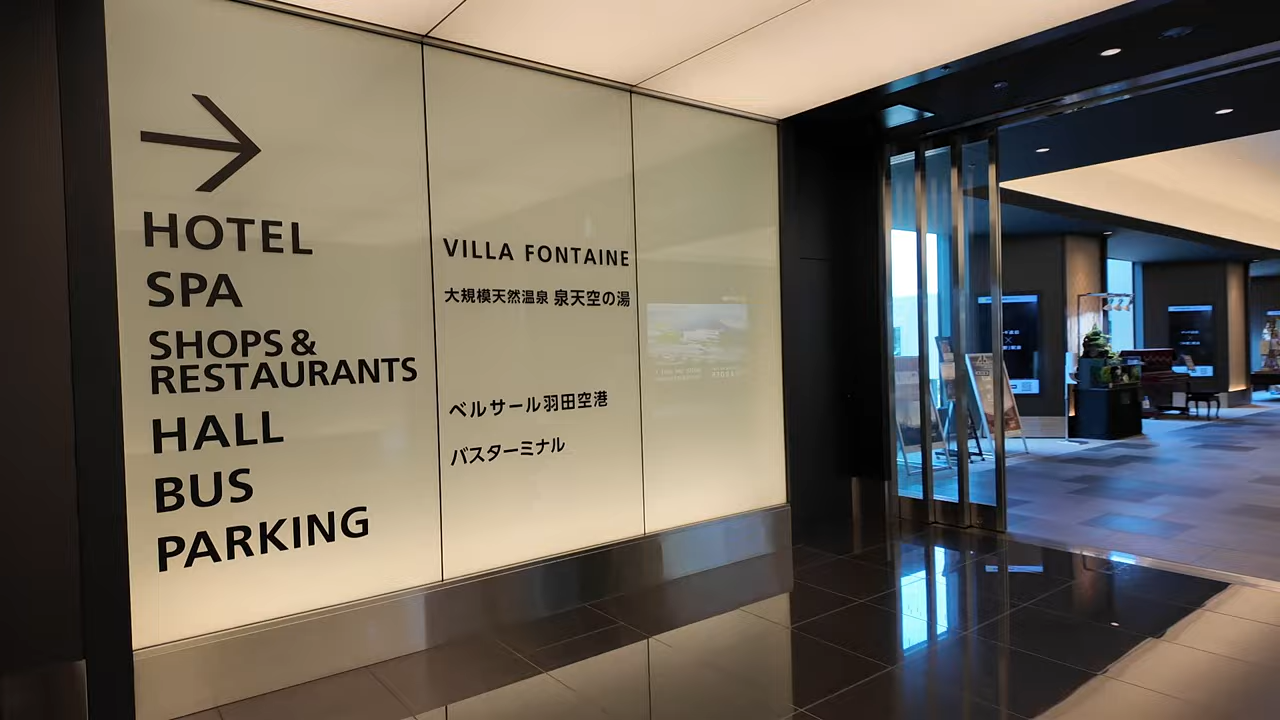 HOTEL
VILLA FONTAINE
SPA
大規模天然温泉 泉天空の湯
SHOPS &
RESTAURANTS
HALL
ベルサール羽田空港
BUS
バスターミナル
PARKING